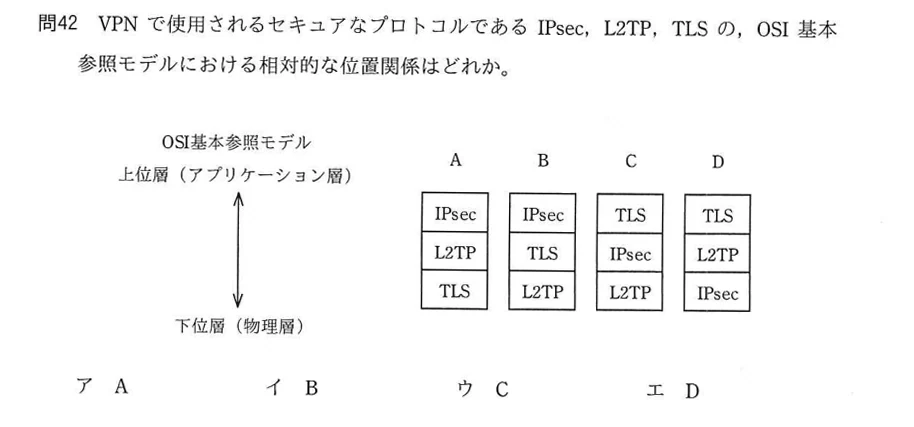 問42 VPN で使用されるセキュアなプロトコルである IPsec，L2TP，TLS の，OSI 基本
参照モデルにおける相対的な位置関係はどれか。
OSI基本参照モデル
上位層（アプリケーション層）
下位層（物理層）
A B C D
IPsec IPsec TLS TLS
L2TP TLS IPsec L2TP
TLS L2TP L2TP IPsec
ア A イ B ウ C エ D